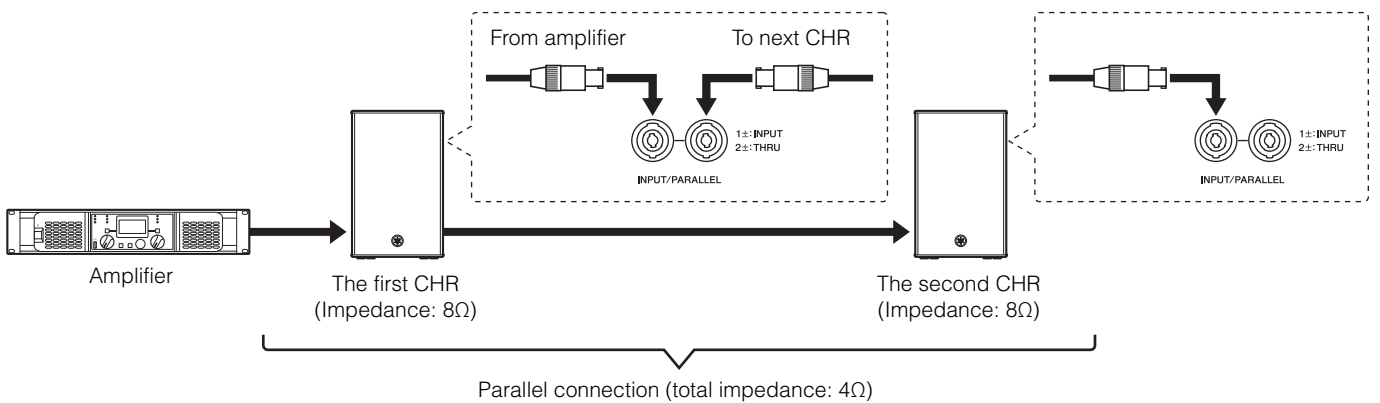 From amplifier
To next CHR
1±:INPUT
2±:THRU
INPUT/PARALLEL
1±:INPUT
2±:THRU
INPUT/PARALLEL
Amplifier
The first CHR
(Impedance: 8Ω)
The second CHR
(Impedance: 8Ω)
Parallel connection (total impedance: 4Ω)